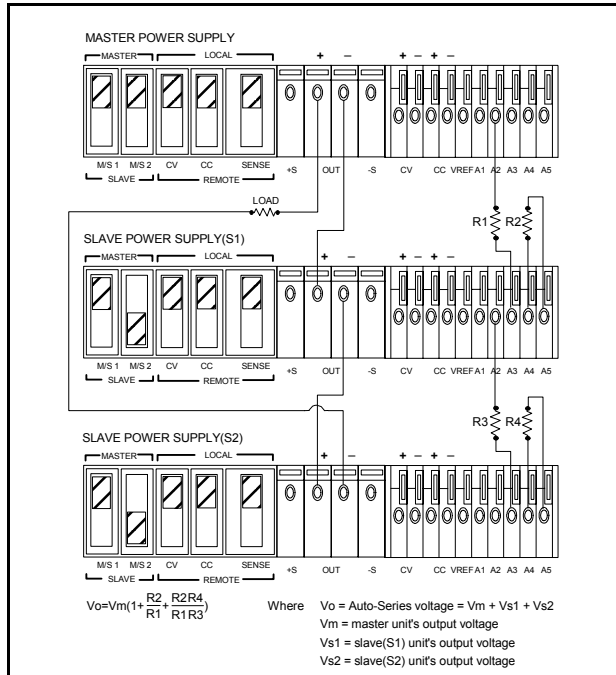 MASTER POWER SUPPLY
MASTER LOCAL + – + – + –
M/S 1 M/S 2 CV CC SENSE +S OUT -S CV CC VREF A1 A2 A3 A4 A5
SLAVE REMOTE
LOAD R1 R2
SLAVE POWER SUPPLY(S1)
MASTER LOCAL + – + – + –
M/S 1 M/S 2 CV CC SENSE +S OUT -S CV CC VREF A1 A2 A3 A4 A5
SLAVE REMOTE
R3 R4
SLAVE POWER SUPPLY(S2)
MASTER LOCAL + – + – + –
M/S 1 M/S 2 CV CC SENSE +S OUT -S CV CC VREF A1 A2 A3 A4 A5
SLAVE REMOTE
Vo=Vm(1+R2/R1+R2R4/R1R3) Where Vo = Auto-Series voltage = Vm + Vs1 + Vs2
Vm = master unit's output voltage
Vs1 = slave(S1) unit's output voltage
Vs2 = slave(S2) unit's output voltage